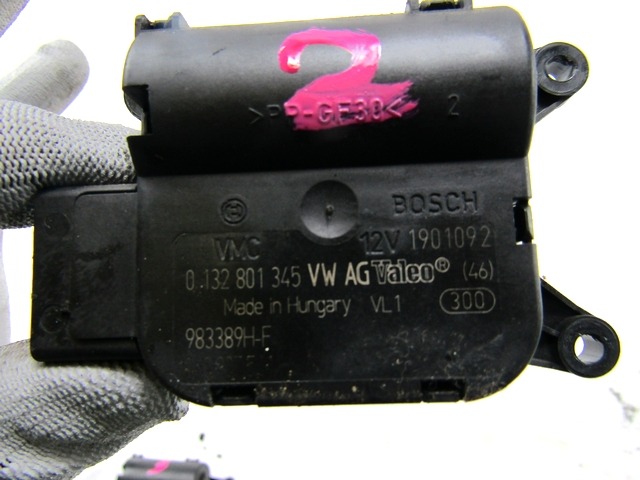 2
>PP-GF30< 2
BOSCH
VMC 12V 1901092
0 132 801 345 VW AG Valeo® (46)
Made in Hungary VL1 300
983389H-F